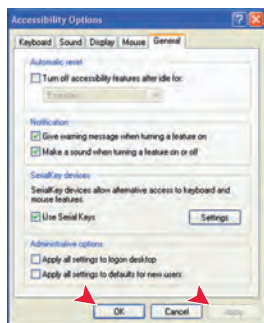 Accessibility Options
Keyboard Sound Display Mouse General
Automatic reset
Turn off accessibility features after idle for:
Notification
Give warning message when turning a feature on
Make a sound when turning a feature on or off
SerialKey devices
SerialKey devices allow alternative access to keyboard and
mouse features.
Use Serial Keys
Settings
Administrative options
Apply all settings to logon desktop
Apply all settings to defaults for new users
OK Cancel Apply